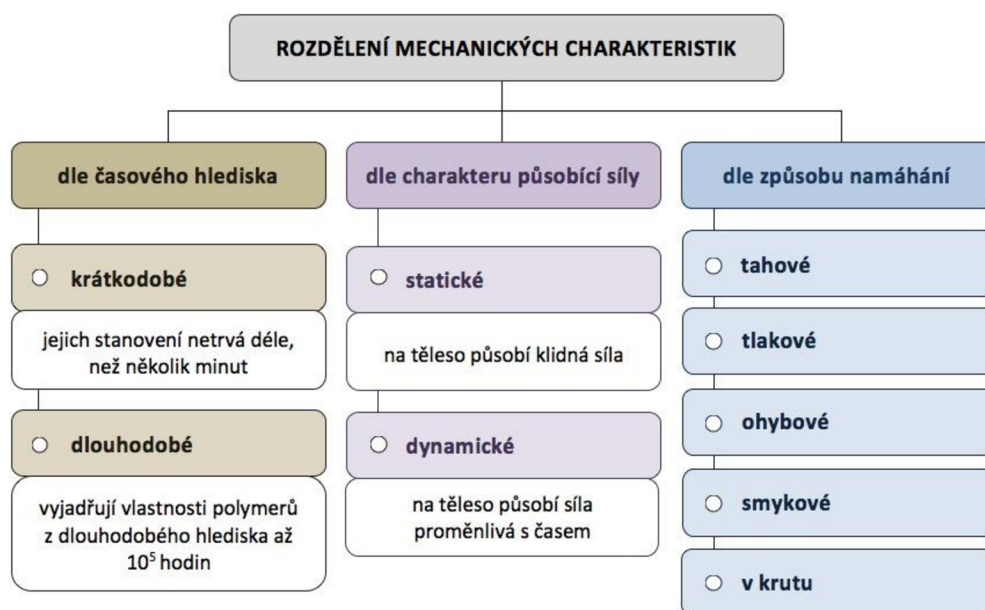 ROZDĚLENÍ MECHANICKÝCH CHARAKTERISTIK
dle časového hlediska
krátkodobé
jejich stanovení netrvá déle,
než několik minut
dlouhodobé
vyjadřují vlastnosti polymerů
z dlouhodobého hlediska až
10⁵ hodin
dle charakteru působící síly
statické
na těleso působí klidná síla
dynamické
na těleso působí síla
proměnlivá s časem
dle způsobu namáhání
tahové
tlakové
ohybové
smykové
v krutu